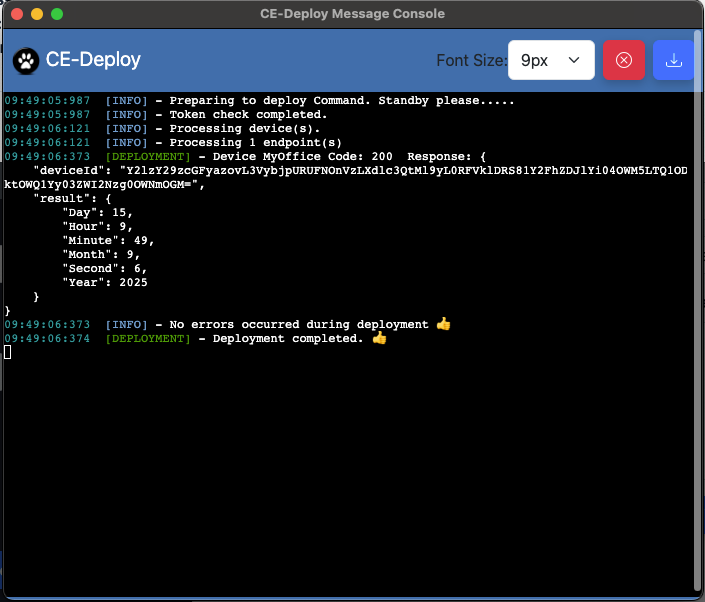 CE-Deploy Message Console
CE-Deploy
Font Size: 9px
09:49:05:987 [INFO] - Preparing to deploy Command. Standby please.....
09:49:05:987 [INFO] - Token check completed.
09:49:06:121 [INFO] - Processing device(s).
09:49:06:121 [INFO] - Processing 1 endpoint(s)
09:49:06:373 [DEPLOYMENT] - Device MyOffice Code: 200 Response: {
"deviceId": "Y2lzY29zcGFyazovL3VybjpURUFNOnVzLXdlc3QtMl9yL0RFVklDRS81Y2FhZDJlYi04OWM5LTQ1OD
ktOWQ1Yy03ZWI2Nzg0OWNmOGM=",
"result": {
"Day": 15,
"Hour": 9,
"Minute": 49,
"Month": 9,
"Second": 6,
"Year": 2025
}
}
09:49:06:373 [INFO] - No errors occurred during deployment 👍
09:49:06:374 [DEPLOYMENT] - Deployment completed. 👍